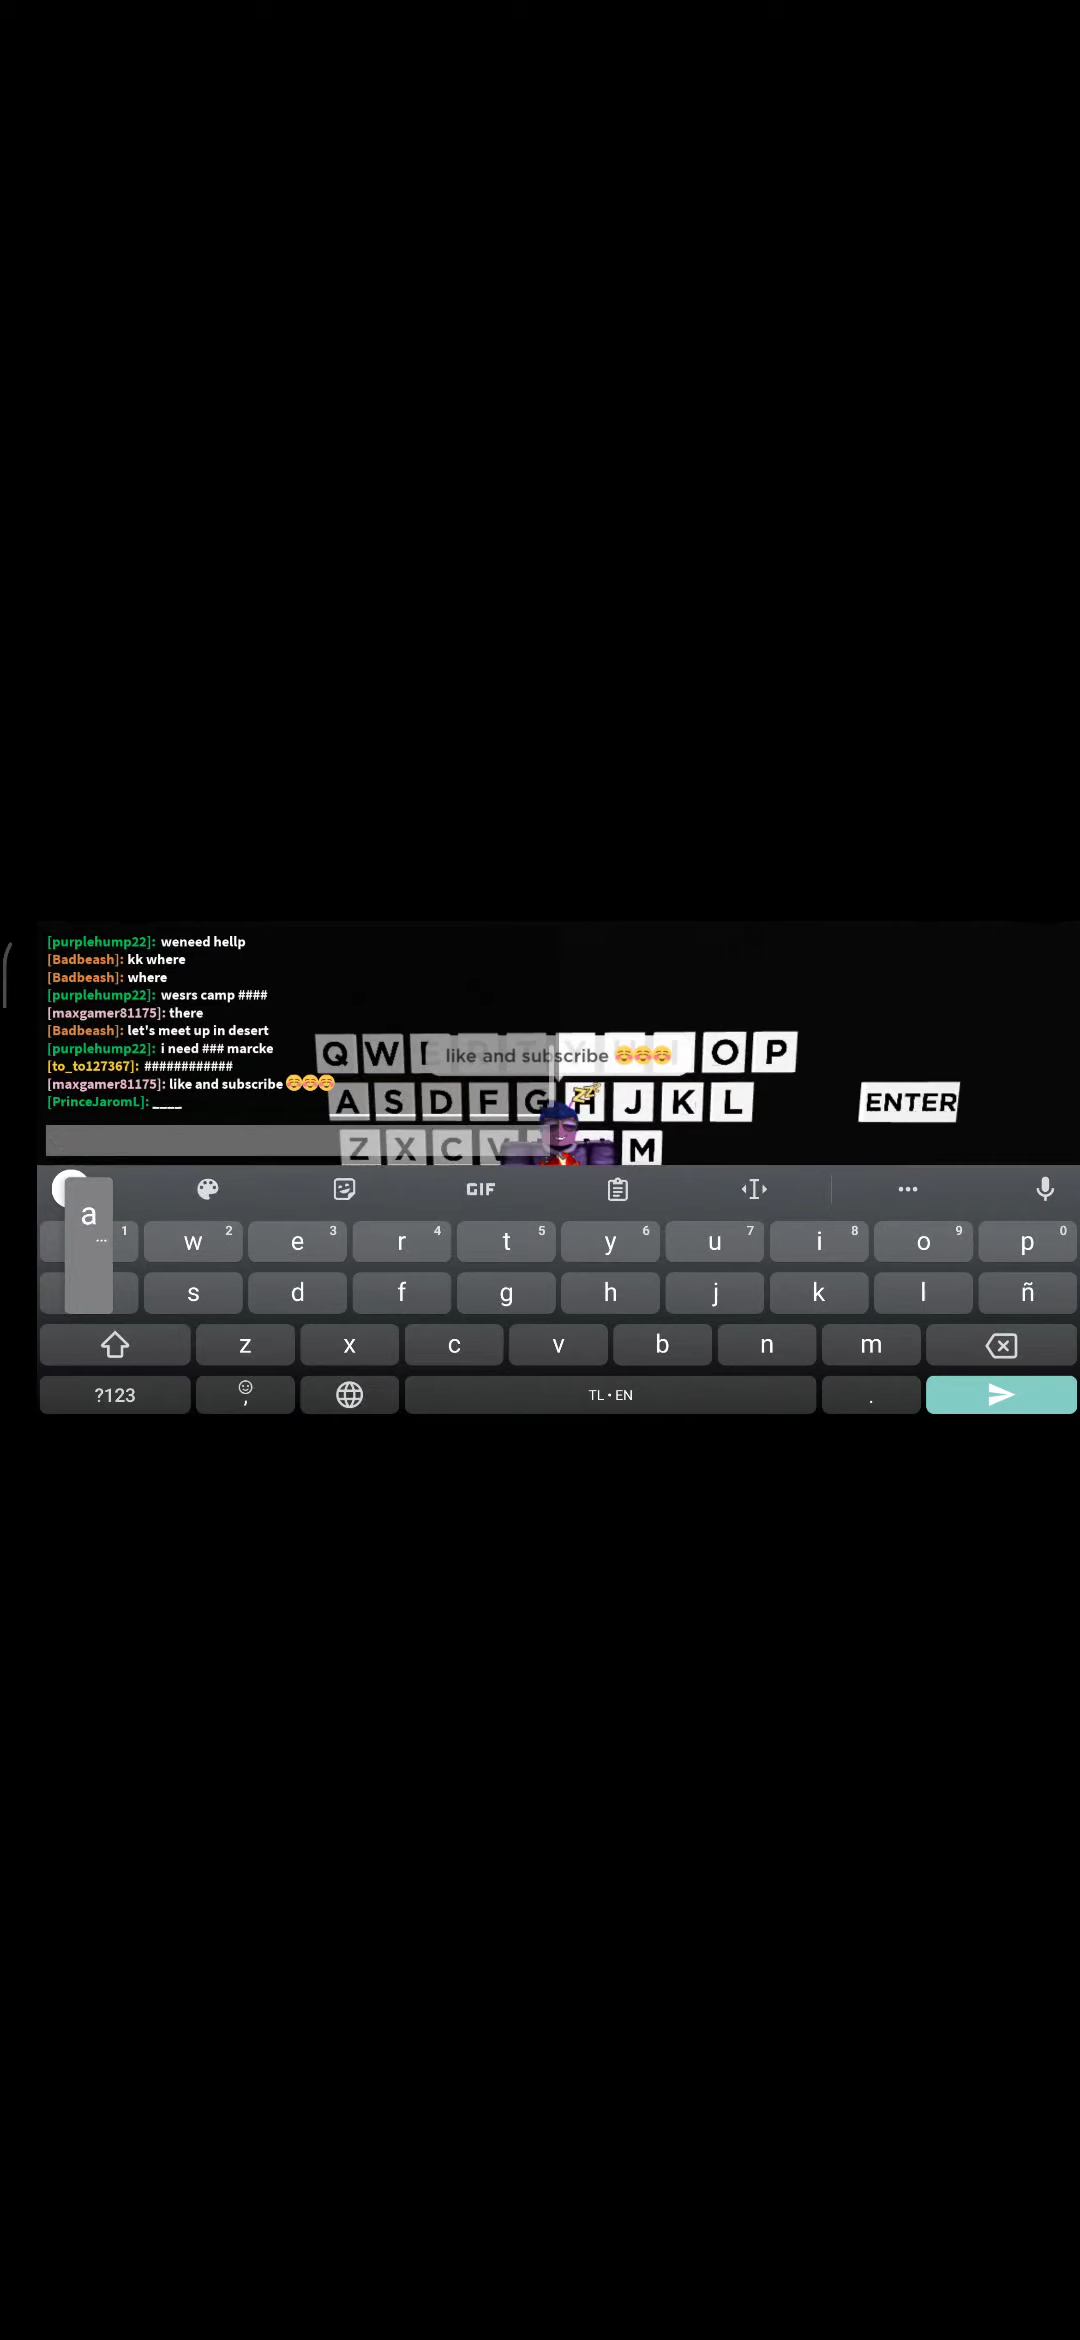 [purplehump22]: weneed hellp
[Badbeash]: kk where
[Badbeash]: where
[purplehump22]: wesrs camp ####
[maxgamer81175]: there
[Badbeash]: let's meet up in desert
[purplehump22]: i need ### marcke
[to_to127367]: ############
[maxgamer81175]: like and subscribe ☺️☺️☺️
[PrinceJaromL]: ____
Q W O P
like and subscribe ☺️☺️☺️
A S D F G H J K L ENTER
Z X C V M
GIF
a
1 w 2 e 3 r 4 t 5 y 6 u 7 i 8 o 9 p 0
s d f g h j k l ñ
z x c v b n m
?123 , TL • EN .